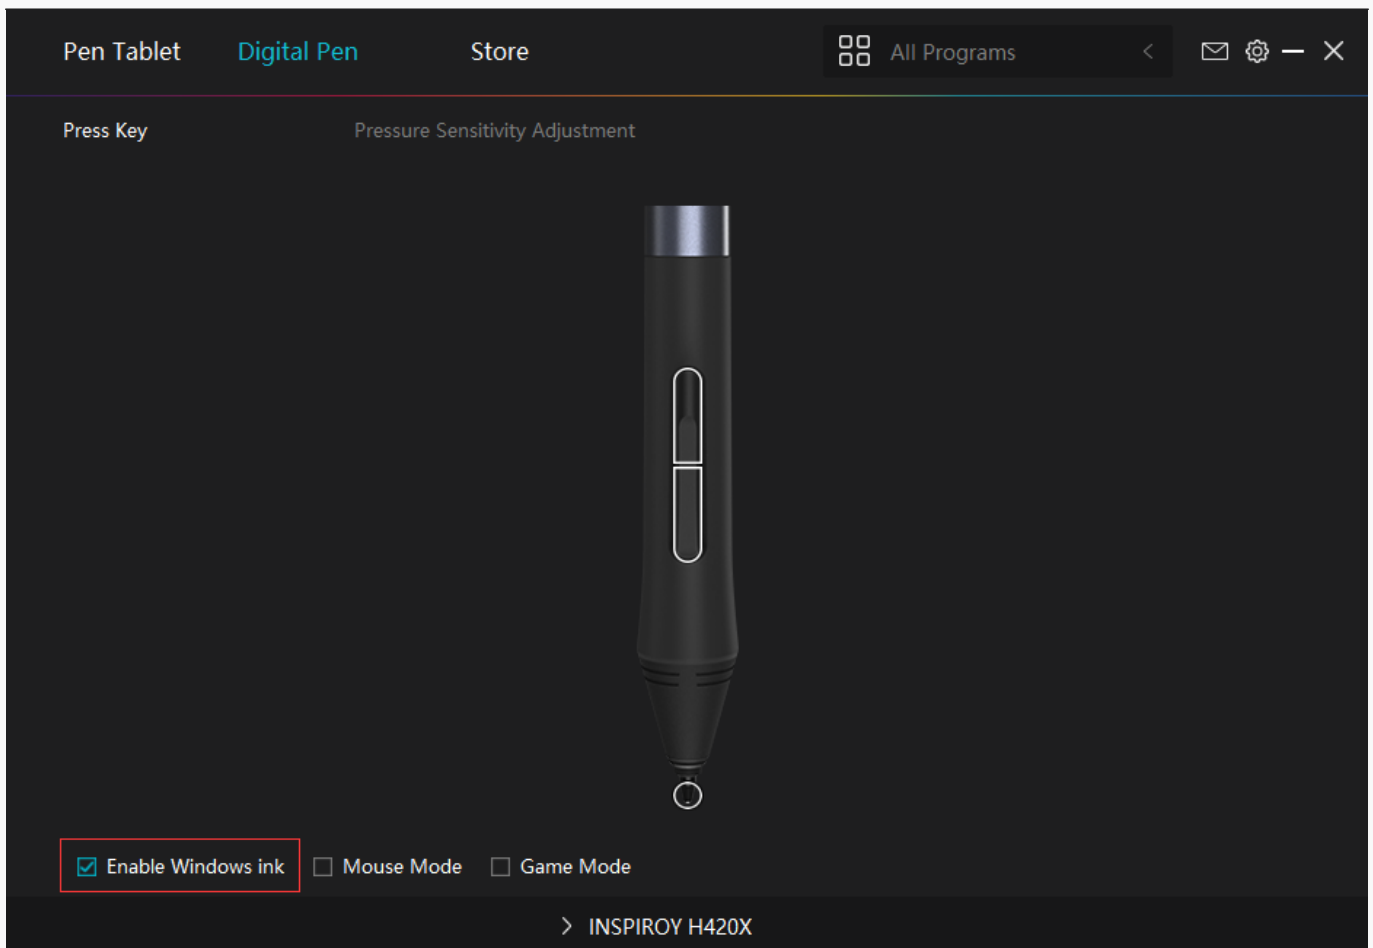 Pen Tablet Digital Pen Store All Programs
Press Key Pressure Sensitivity Adjustment
Enable Windows ink Mouse Mode Game Mode
INSPIROY H420X